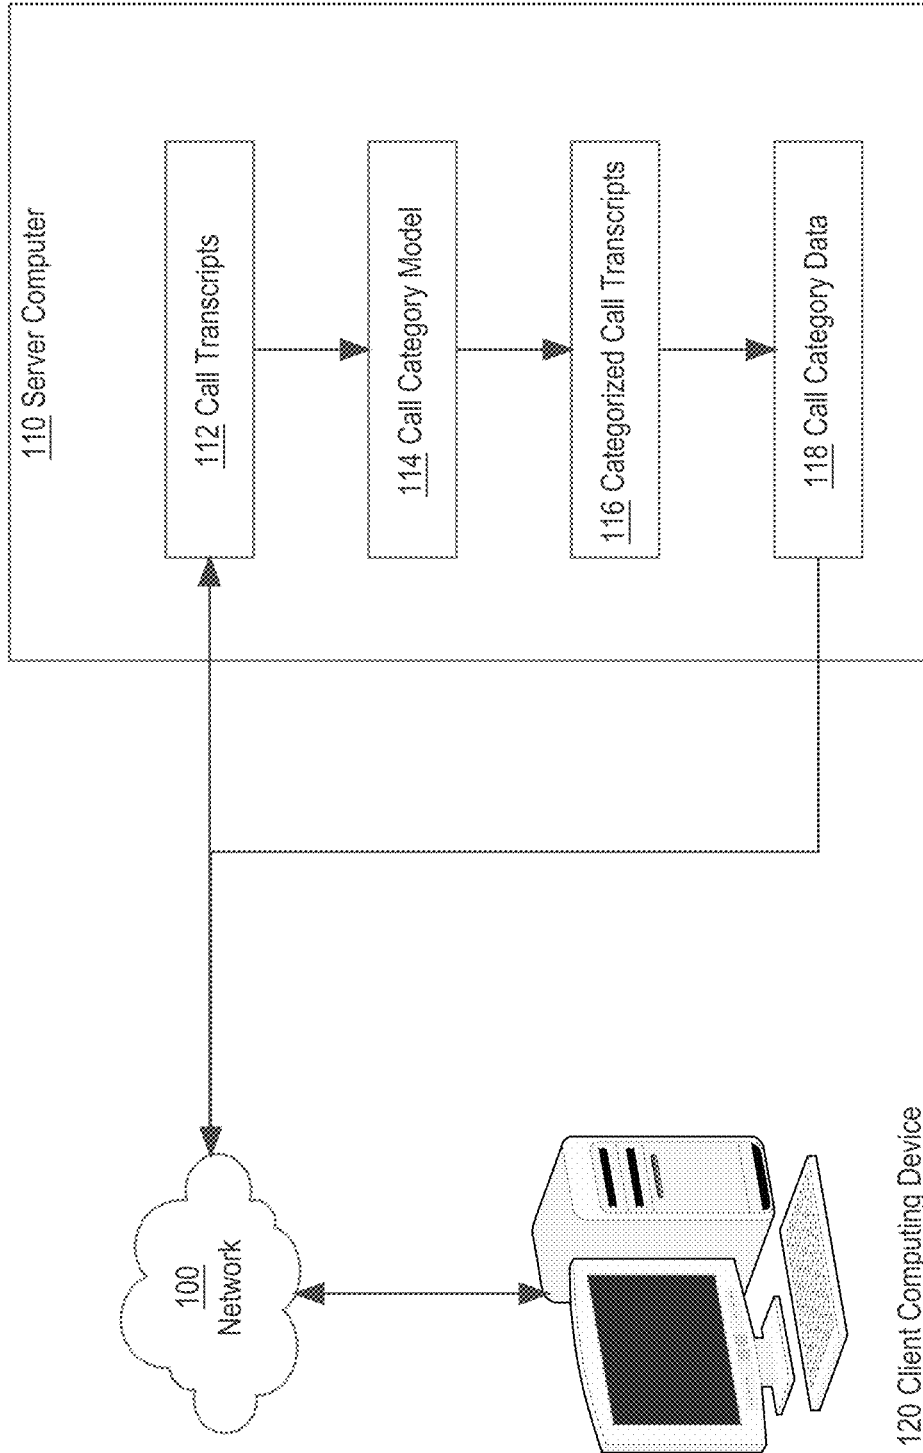 110 Server Computer
112 Call Transcripts
114 Call Category Model
116 Categorized Call Transcripts
118 Call Category Data
100
Network
120 Client Computing Device